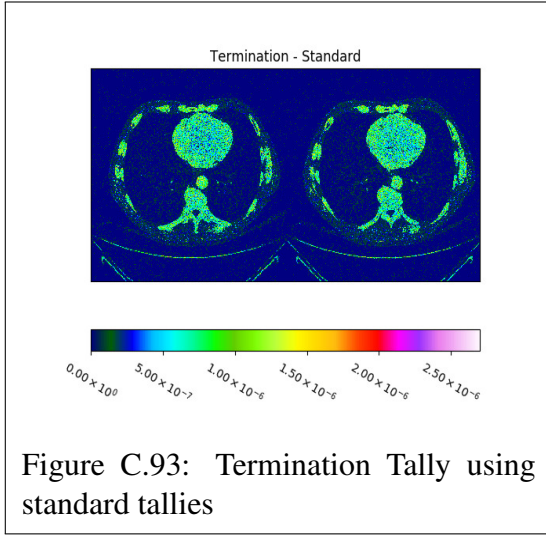 Termination - Standard
0.00 × 10⁰
5.00 × 10⁻⁷
1.00 × 10⁻⁶
1.50 × 10⁻⁶
2.00 × 10⁻⁶
2.50 × 10⁻⁶
Figure C.93: Termination Tally using
standard tallies